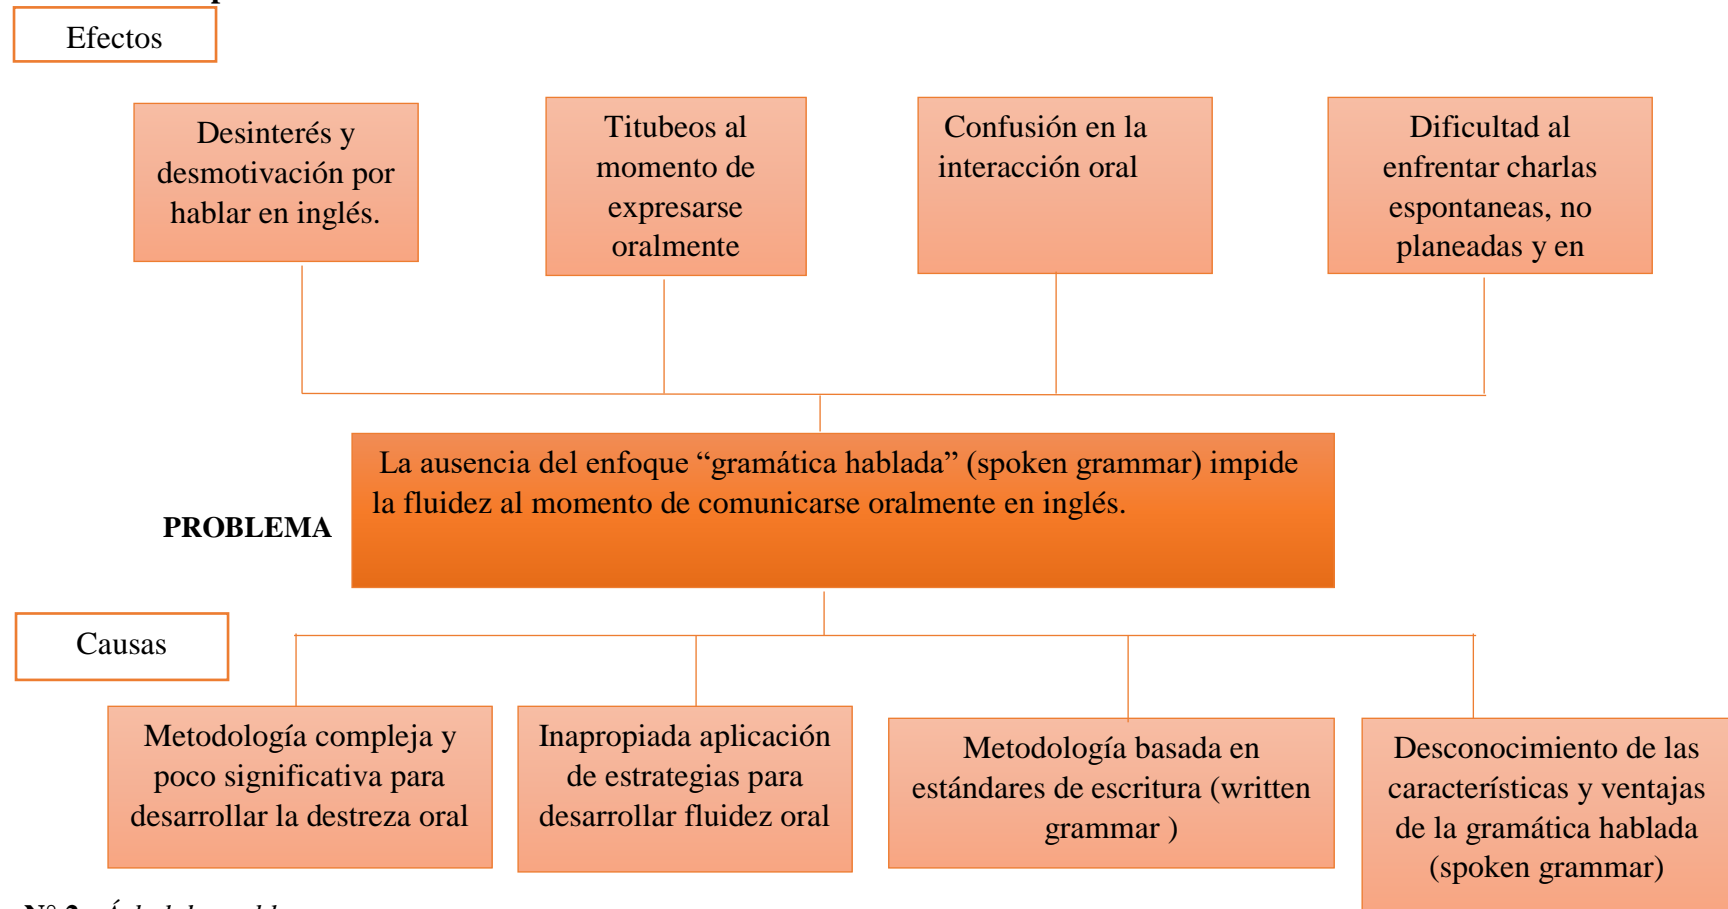 Efectos
Desinterés y
desmotivación por
hablar en inglés.
Titubeos al
momento de
expresarse
oralmente
Confusión en la
interacción oral
Dificultad al
enfrentar charlas
espontaneas, no
planeadas y en
La ausencia del enfoque “gramática hablada” (spoken grammar) impide
la fluidez al momento de comunicarse oralmente en inglés.
PROBLEMA
Causas
Metodología compleja y
poco significativa para
desarrollar la destreza oral
Inapropiada aplicación
de estrategias para
desarrollar fluidez oral
Metodología basada en
estándares de escritura (written
grammar )
Desconocimiento de las
características y ventajas
de la gramática hablada
(spoken grammar)
N° 2